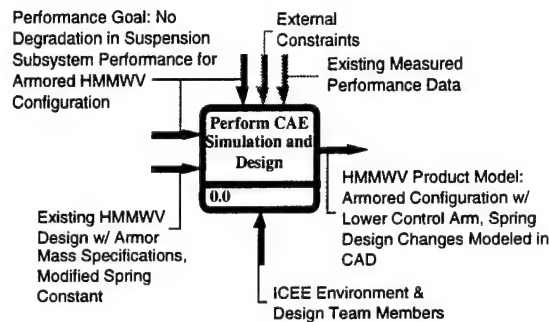 Performance Goal: No
Degradation in Suspension
Subsystem Performance for
Armored HMMWV
Configuration
External
Constraints
Existing Measured
Performance Data
Perform CAE
Simulation and
Design
0.0
HMMWV Product Model:
Armored Configuration w/
Lower Control Arm, Spring
Design Changes Modeled in
CAD
Existing HMMWV
Design w/ Armor
Mass Specifications,
Modified Spring
Constant
ICEE Environment &
Design Team Members